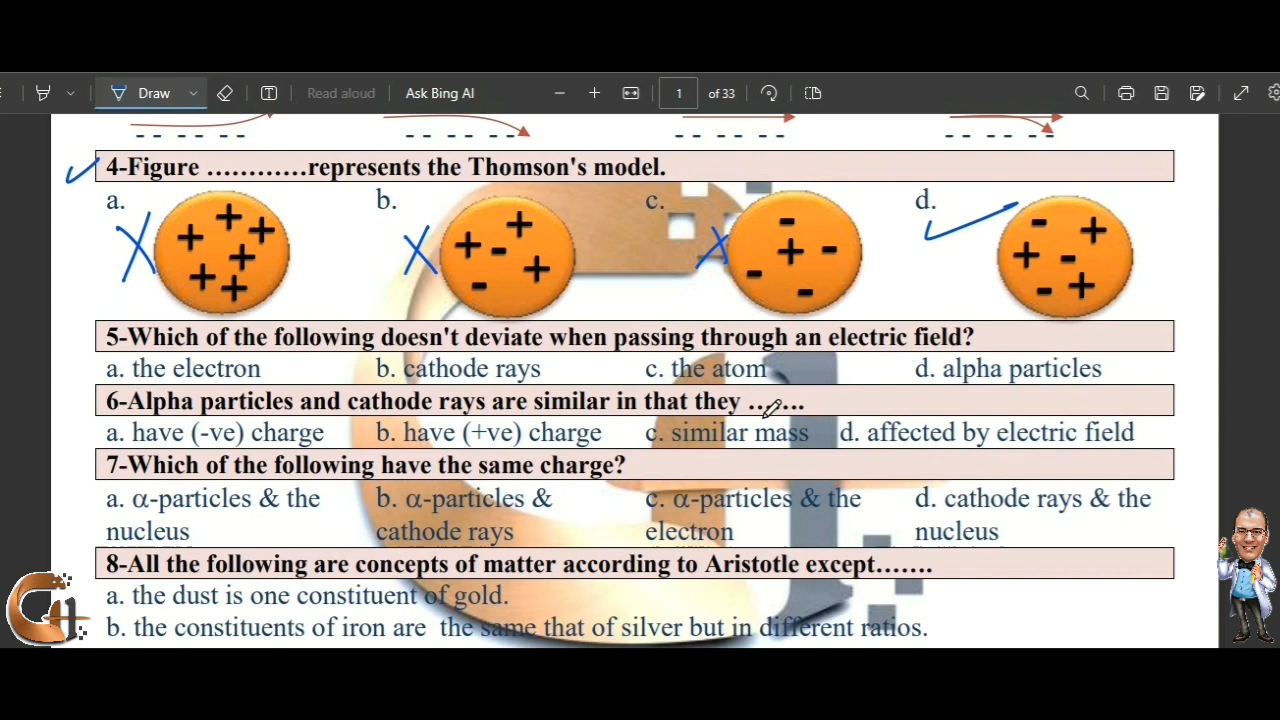 Draw
Read aloud
Ask Bing AI
1 of 33
4-Figure …………represents the Thomson's model.
a. b. c. d.
5-Which of the following doesn't deviate when passing through an electric field?
a. the electron b. cathode rays c. the atom d. alpha particles
6-Alpha particles and cathode rays are similar in that they …….
a. have (-ve) charge b. have (+ve) charge c. similar mass d. affected by electric field
7-Which of the following have the same charge?
a. α-particles & the nucleus b. α-particles & cathode rays c. α-particles & the electron d. cathode rays & the nucleus
8-All the following are concepts of matter according to Aristotle except…….
a. the dust is one constituent of gold.
b. the constituents of iron are the same that of silver but in different ratios.